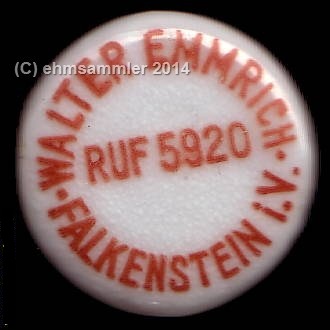 (C) ehmsammler 2014
WALTER EMMRICH
RUF 5920
FALKENSTEIN i.V.